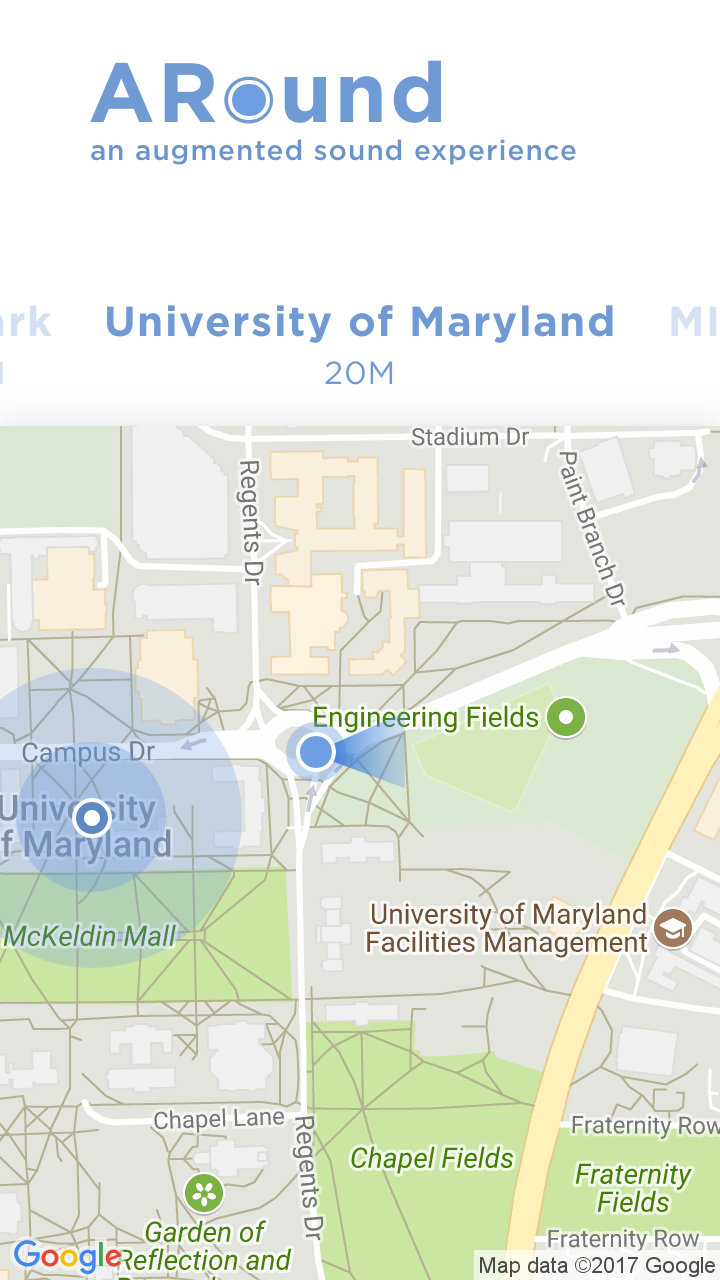 ARound
an augmented sound experience
ark University of Maryland MI
20M
Stadium Dr
Regents Dr
Paint Branch Dr
Engineering Fields
Campus Dr
University
of Maryland
McKeldin Mall
University of Maryland
Facilities Management
Chapel Lane
Regents Dr
Chapel Fields
Fraternity Row
Fraternity
Fields
Garden of
Reflection and
Fraternity Row
Google
Map data ©2017 Google